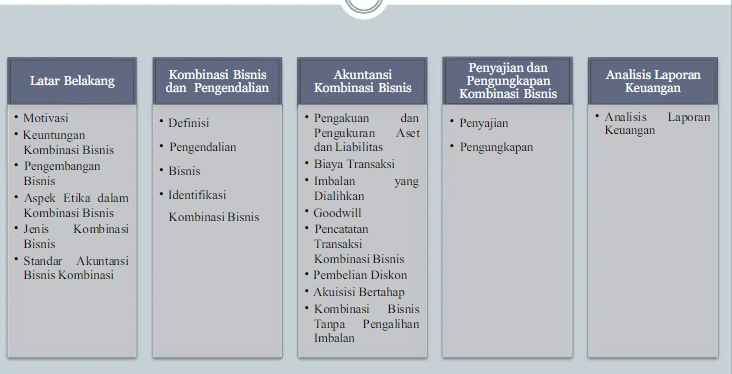 Latar Belakang
• Motivasi
• Keuntungan
Kombinasi Bisnis
• Pengembangan
Bisnis
• Aspek Etika dalam
Kombinasi Bisnis
• Jenis Kombinasi
Bisnis
• Standar Akuntansi
Bisnis Kombinasi
Kombinasi Bisnis
dan Pengendalian
• Definisi
• Pengendalian
• Bisnis
• Identifikasi
Kombinasi Bisnis
Akuntansi
Kombinasi Bisnis
• Pengakuan dan
Pengukuran Aset
dan Liabilitas
• Biaya Transaksi
• Imbalan yang
Dialihkan
• Goodwill
• Pencatatan
Transaksi
Kombinasi Bisnis
• Pembelian Diskon
• Akuisisi Bertahap
• Kombinasi Bisnis
Tanpa Pengalihan
Imbalan
Penyajian dan
Pengungkapan
Kombinasi Bisnis
• Penyajian
• Pengungkapan
Analisis Laporan
Keuangan
• Analisis Laporan
Keuangan